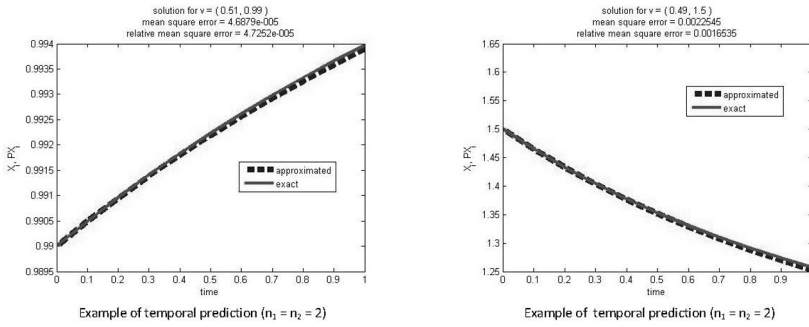 solution for v = ( 0.51, 0.99 )
mean square error = 4.6879e-005
relative mean square error = 4.7252e-005
0.994
0.9935
0.993
0.9925
0.992
0.9915
0.991
0.9905
0.99
0.9895
X₁, PX₁
approximated
exact
0 0.1 0.2 0.3 0.4 0.5 0.6 0.7 0.8 0.9 1
time
Example of temporal prediction (n₁ = n₂ = 2)
solution for v = ( 0.49, 1.5 )
mean square error = 0.0022545
relative mean square error = 0.0016535
1.65
1.6
1.55
1.5
1.45
1.4
1.35
1.3
1.25
X₁, PX₁
approximated
exact
0 0.1 0.2 0.3 0.4 0.5 0.6 0.7 0.8 0.9
time
Example of temporal prediction (n₁ = n₂ = 2)